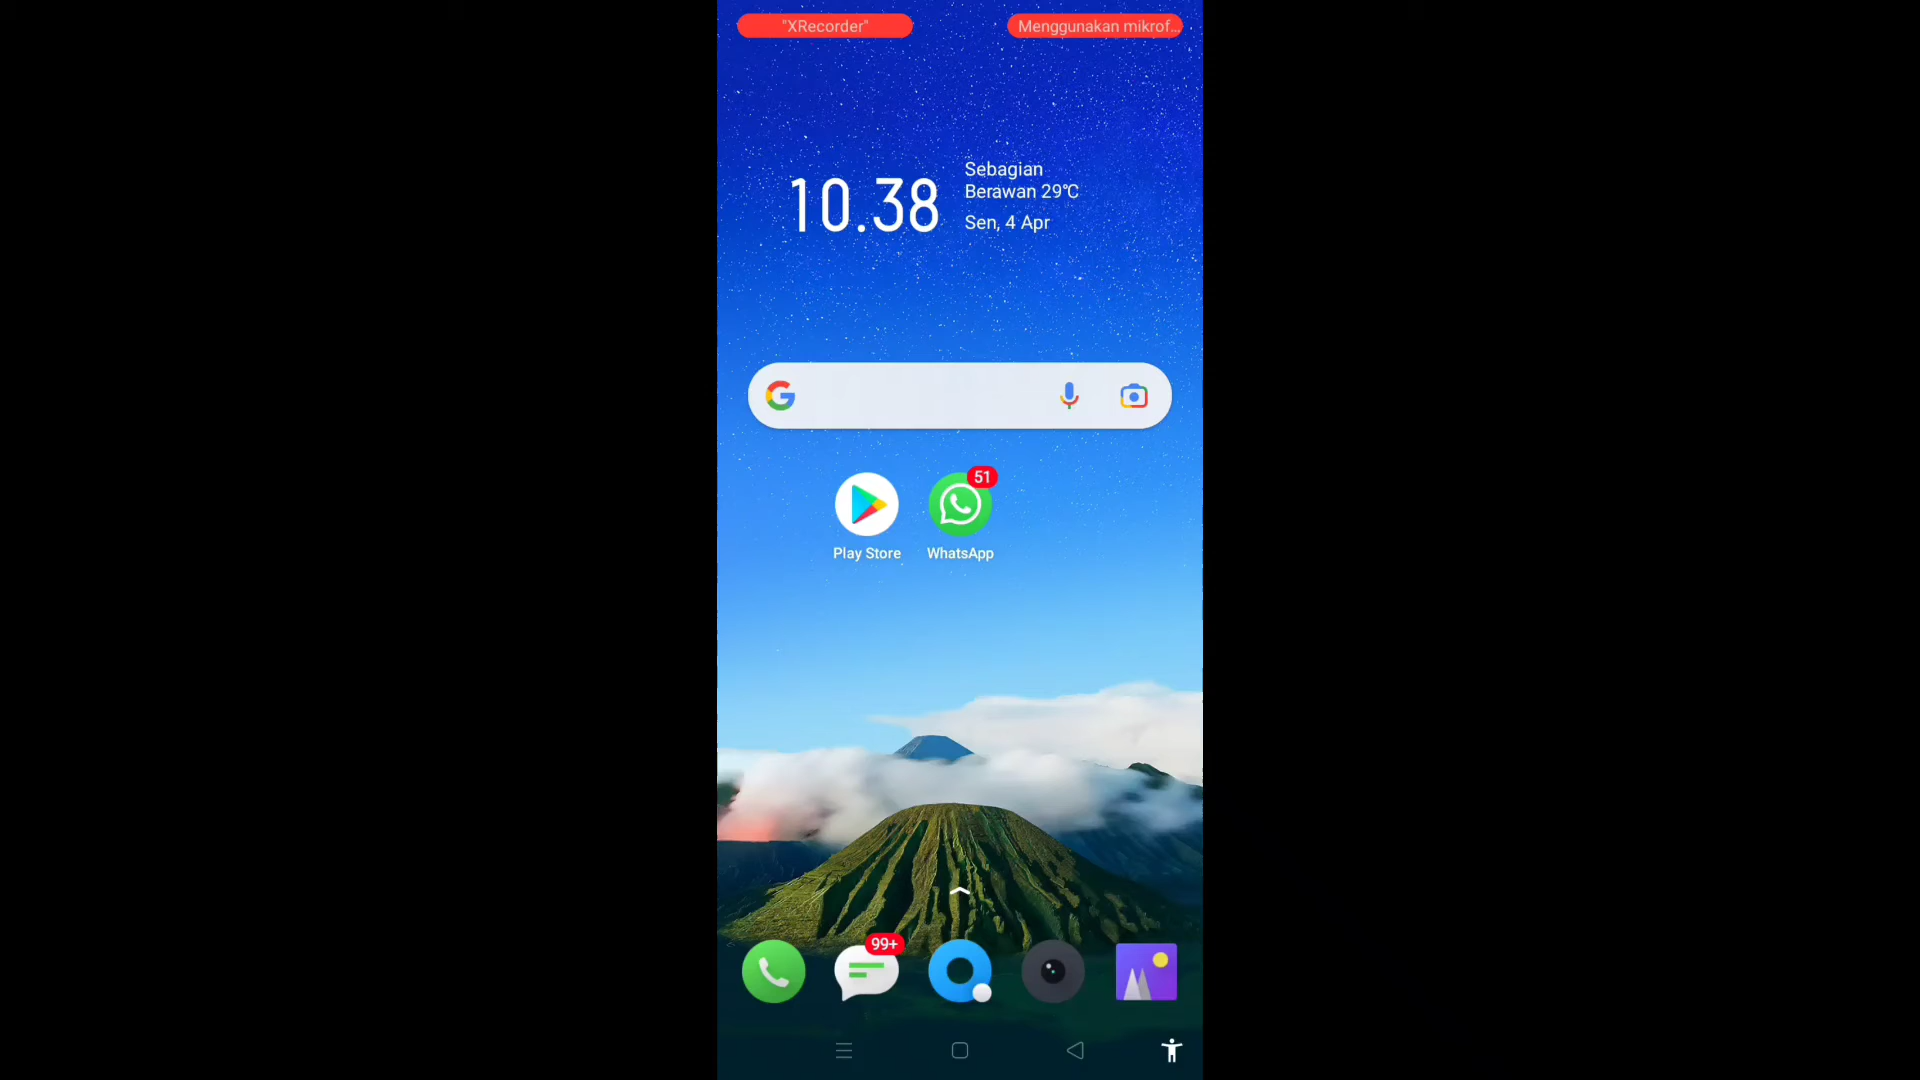 "XRecorder"
Menggunakan mikrof...
10.38
Sebagian
Berawan 29°C
Sen, 4 Apr
51
Play Store
WhatsApp
99+